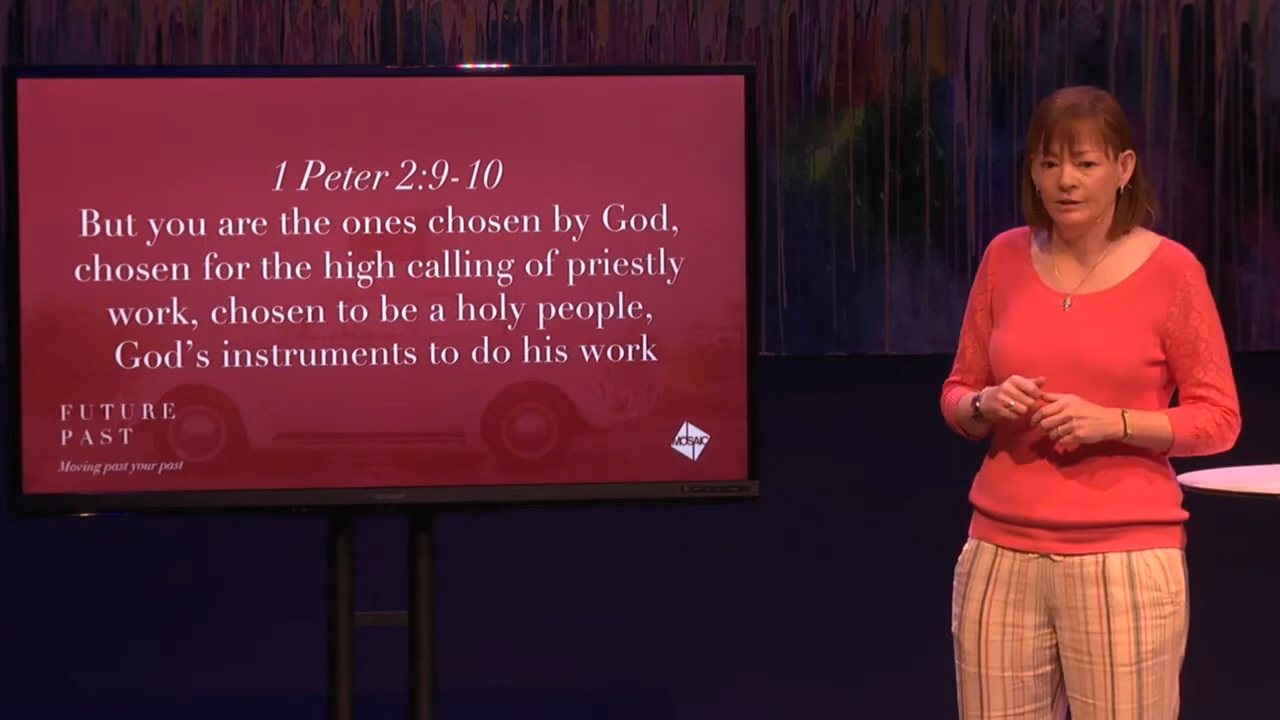 1 Peter 2:9-10
But you are the ones chosen by God,
chosen for the high calling of priestly
work, chosen to be a holy people,
God's instruments to do his work
FUTURE
PAST
Moving past your past
MOSAIC